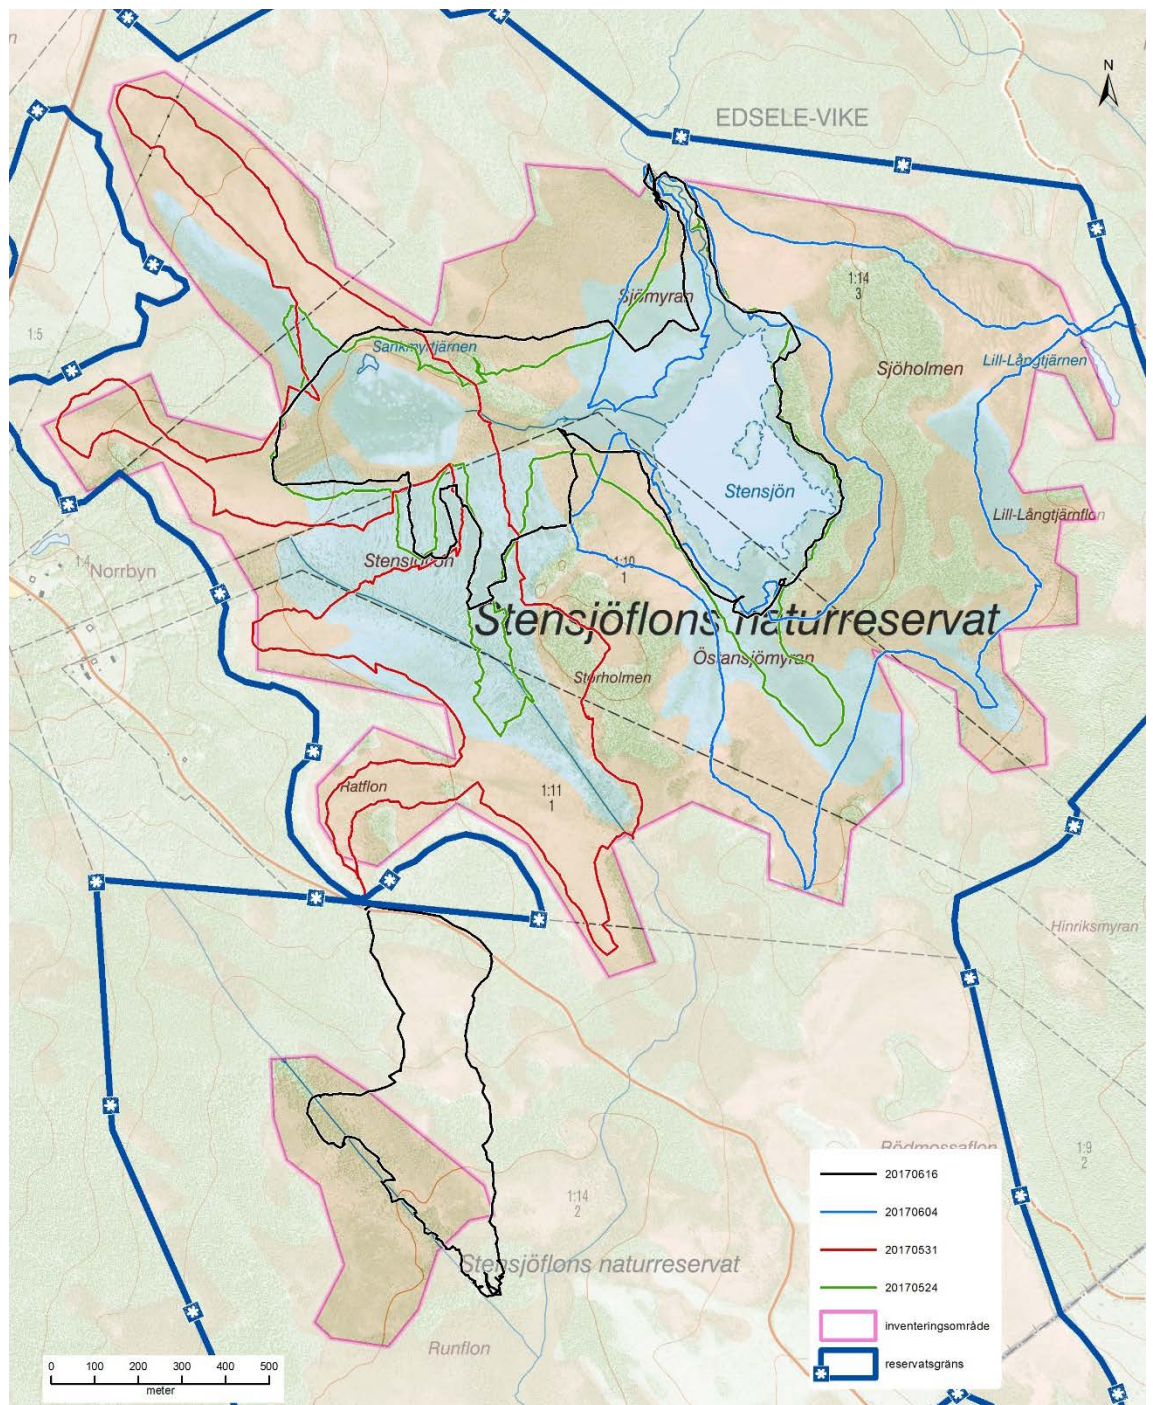 n
N
EDSELE-VIKE
1:14
3
Sjömyran
1:5
Sankmyrtjärnen
Sjöholmen
Lill-Långtjärnen
Stensjön
Lill-Långtjärnflon
1:4
Norrbyn
Stensjöflon
1:10
1
Stensjöflons naturreservat
Östansjömyran
Storholmen
Ratflon
1:11
1
Hinriksmyran
Rödmossaflon
1:9
2
1:14
2
Stensjöflons naturreservat
Runflon
20170616
20170604
20170531
20170524
inventeringsområde
reservatsgräns
0 100 200 300 400 500
meter